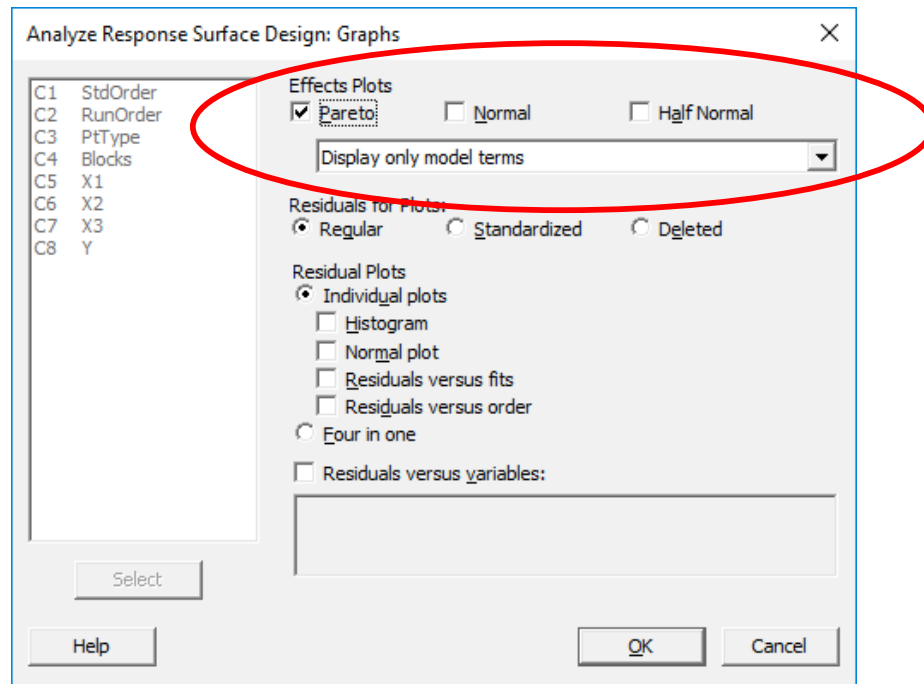 Analyze Response Surface Design: Graphs
C1 StdOrder
C2 RunOrder
C3 PtType
C4 Blocks
C5 X1
C6 X2
C7 X3
C8 Y
Effects Plots
Pareto Normal Half Normal
Display only model terms
Residuals for Plots:
Regular Standardized Deleted
Residual Plots
Individual plots
Histogram
Normal plot
Residuals versus fits
Residuals versus order
Four in one
Residuals versus variables:
Select
Help OK Cancel